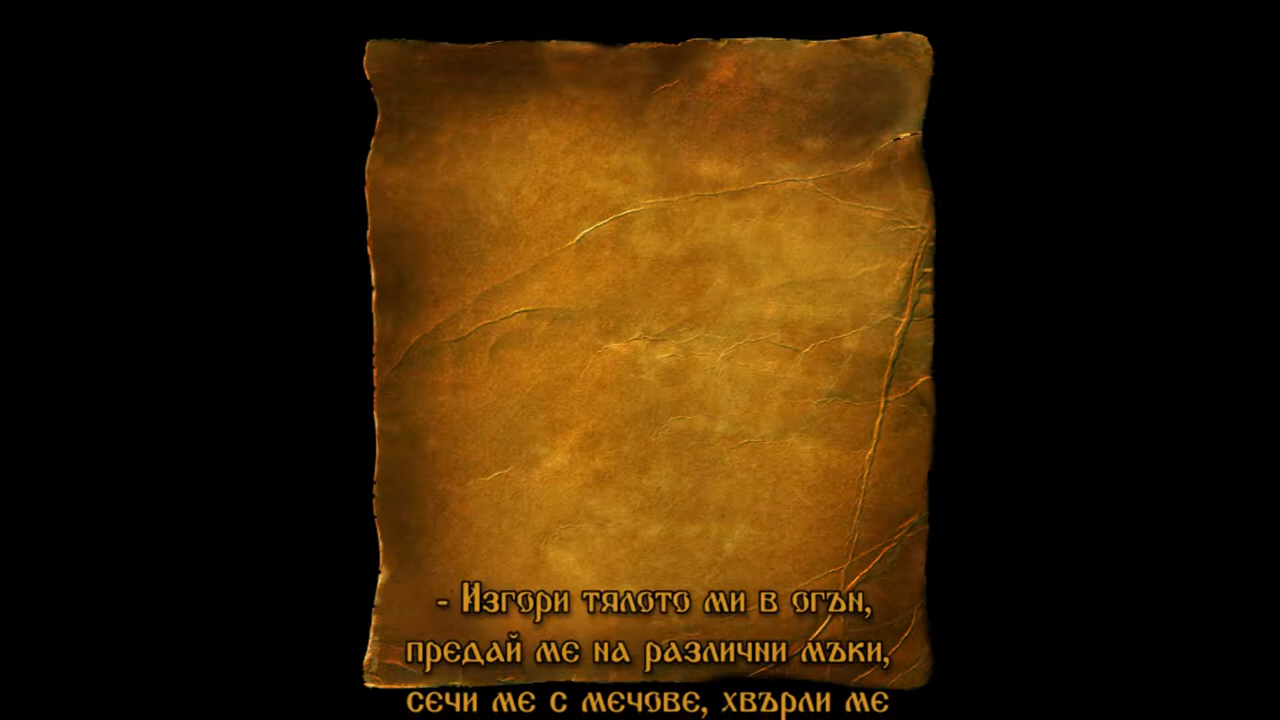 - Изгори тялото ми в огън,
предай ме на различни мъки,
сечи ме с мечове, хвърли ме